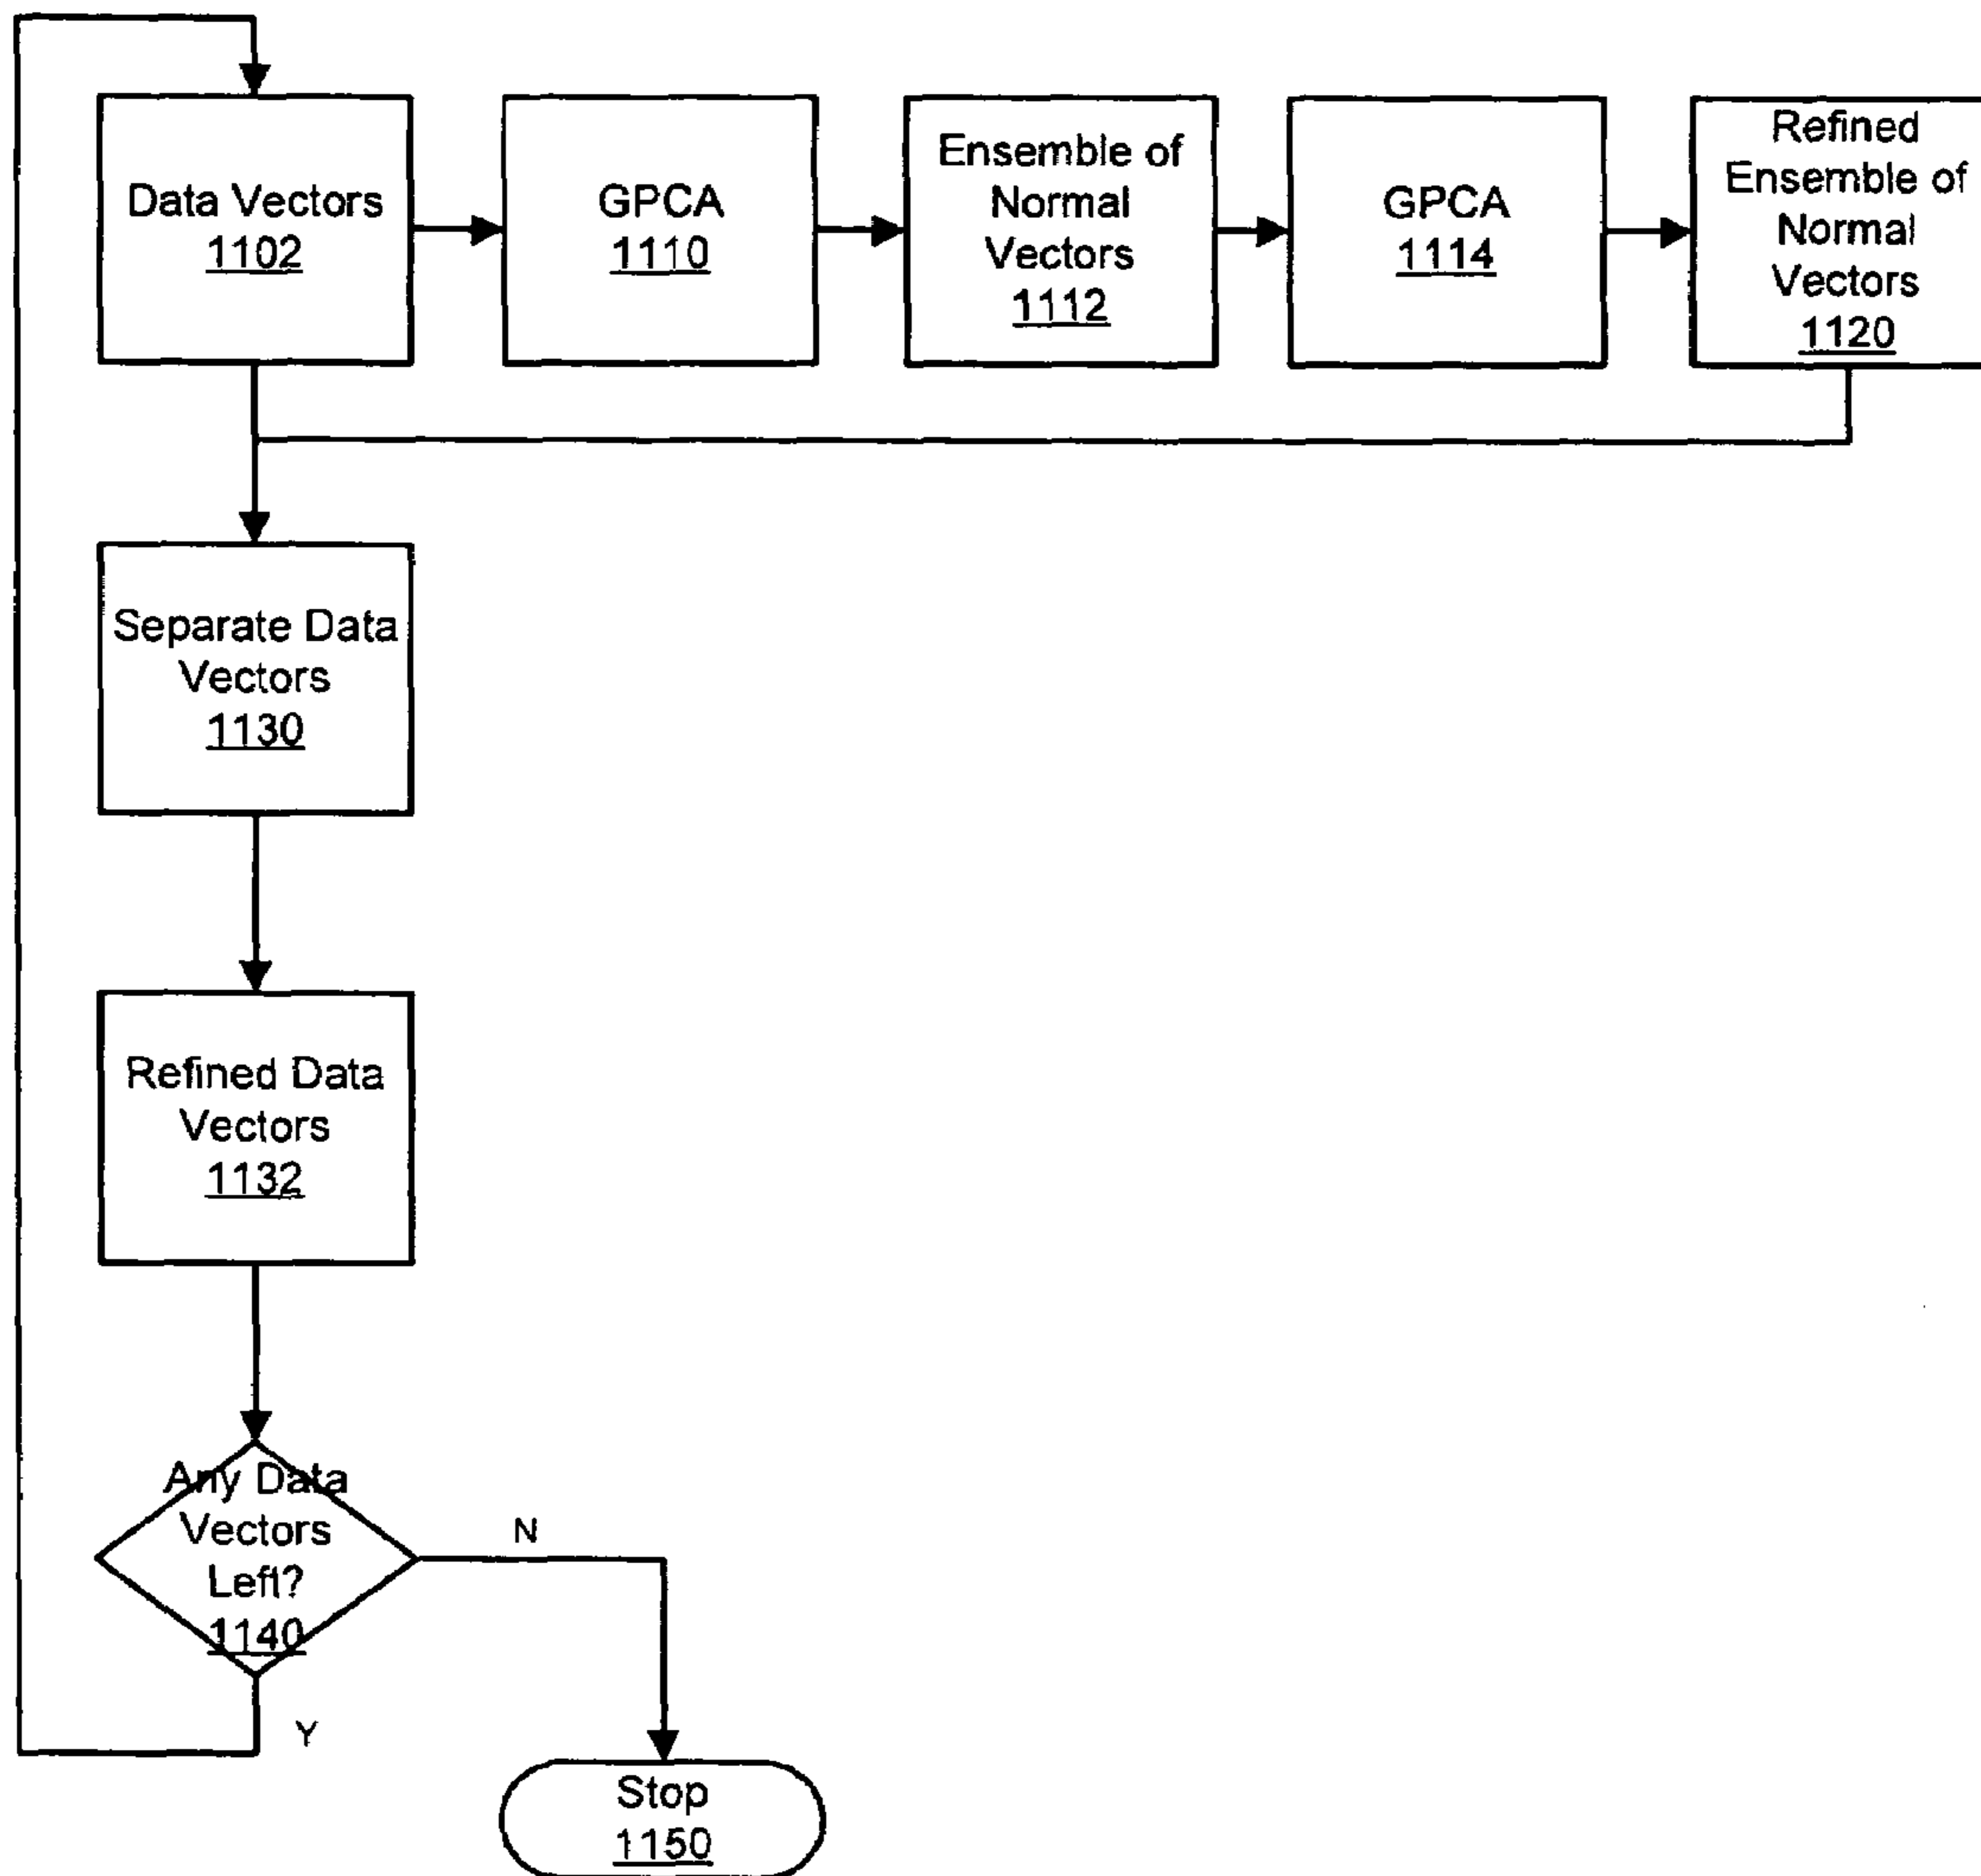 Data Vectors
1102
GPCA
1110
Ensemble of
Normal
Vectors
1112
GPCA
1114
Refined
Ensemble of
Normal
Vectors
1120
Separate Data
Vectors
1130
Refined Data
Vectors
1132
Any Data
Vectors
Left?
1140
N
Y
Stop
1150